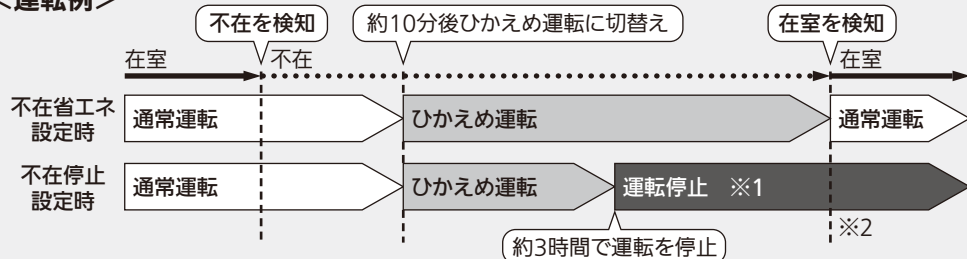 ＜運転例＞
不在を検知
約10分後ひかえめ運転に切替え
在室を検知
在室
不在
在室
不在省エネ
設定時
通常運転
ひかえめ運転
通常運転
不在停止
設定時
通常運転
ひかえめ運転
運転停止 ※1
※2
約3時間で運転を停止